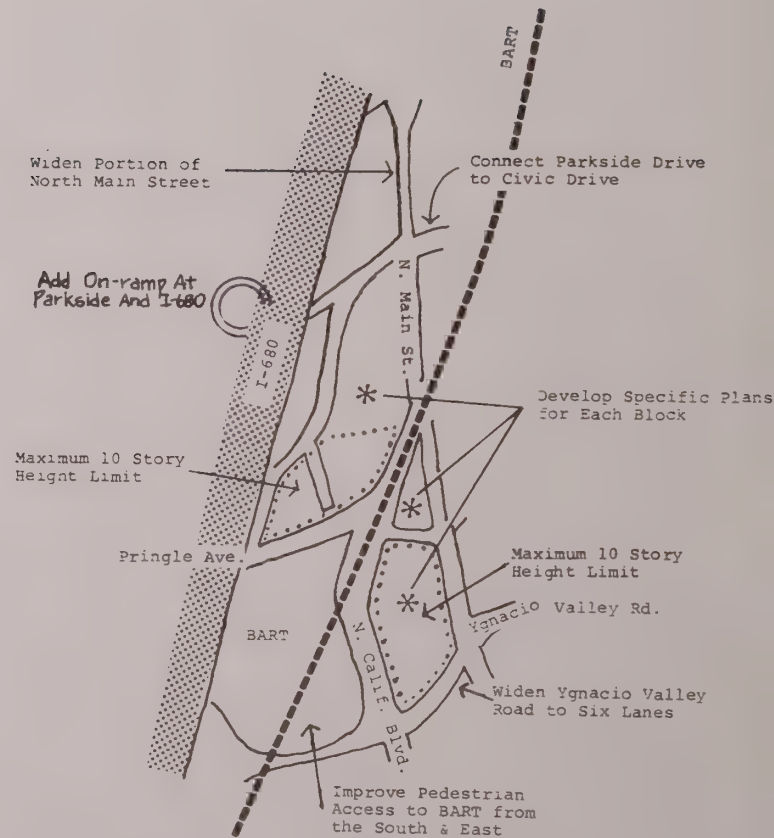 BART
Widen Portion of
North Main Street
Connect Parkside Drive
to Civic Drive
Add On-ramp At
Parkside And I-680
N. Main St.
I-680
Develop Specific Plans
for Each Block
Maximum 10 Story
Height Limit
Pringle Ave.
Maximum 10 Story
Height Limit
Ygnacio Valley Rd.
BART
N. Calif. Blvd.
Widen Ygnacio Valley
Road to Six Lanes
Improve Pedestrian
Access to BART from
the South & East